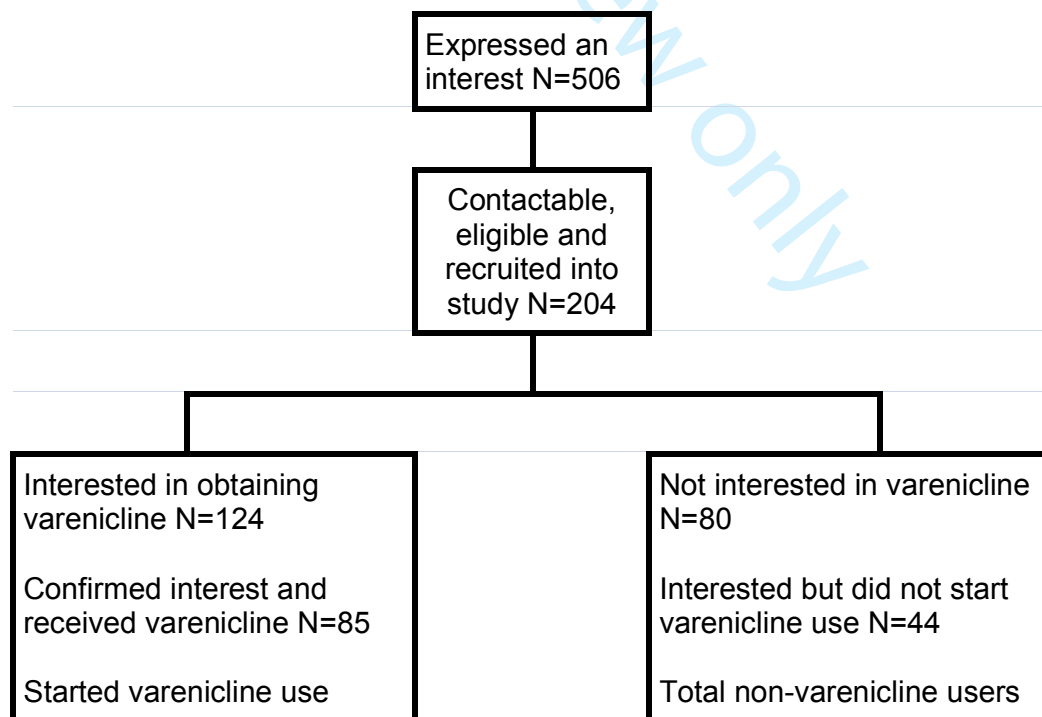 Expressed an
interest N=506
Contactable,
eligible and
recruited into
study N=204
Interested in obtaining
varenicline N=124
Confirmed interest and
received varenicline N=85
Started varenicline use
Not interested in varenicline
N=80
Interested but did not start
varenicline use N=44
Total non-varenicline users
only